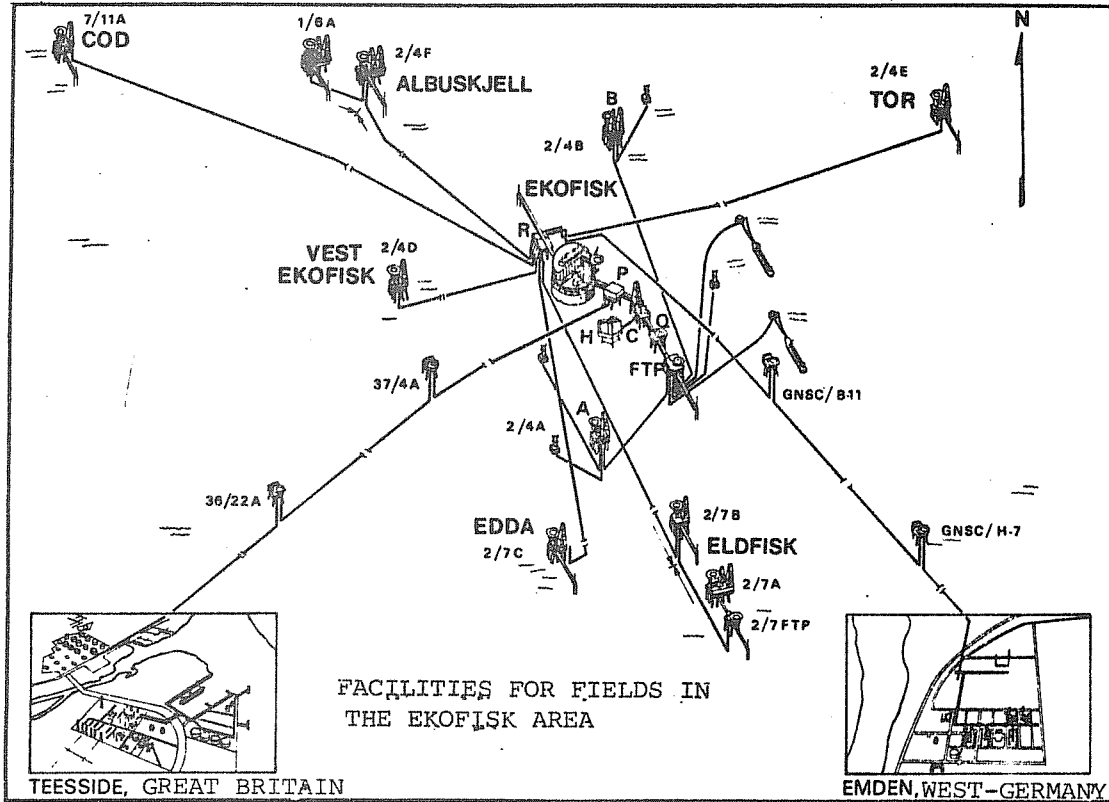 7/11A
COD
1/6A
2/4F
ALBUSKJELL
N
2/4E
TOR
B
2/4B
EKOFISK
R
VEST
EKOFISK
2/4D
P
H
C
Q
FTP
37/4A
GNSC/B-11
A
2/4A
36/22A
EDDA
2/7C
2/7B
ELDFISK
2/7A
2/7FTP
GNSC/H-7
FACILITIES FOR FIELDS IN
THE EKOFISK AREA
TEESSIDE, GREAT BRITAIN
EMDEN, WEST-GERMANY